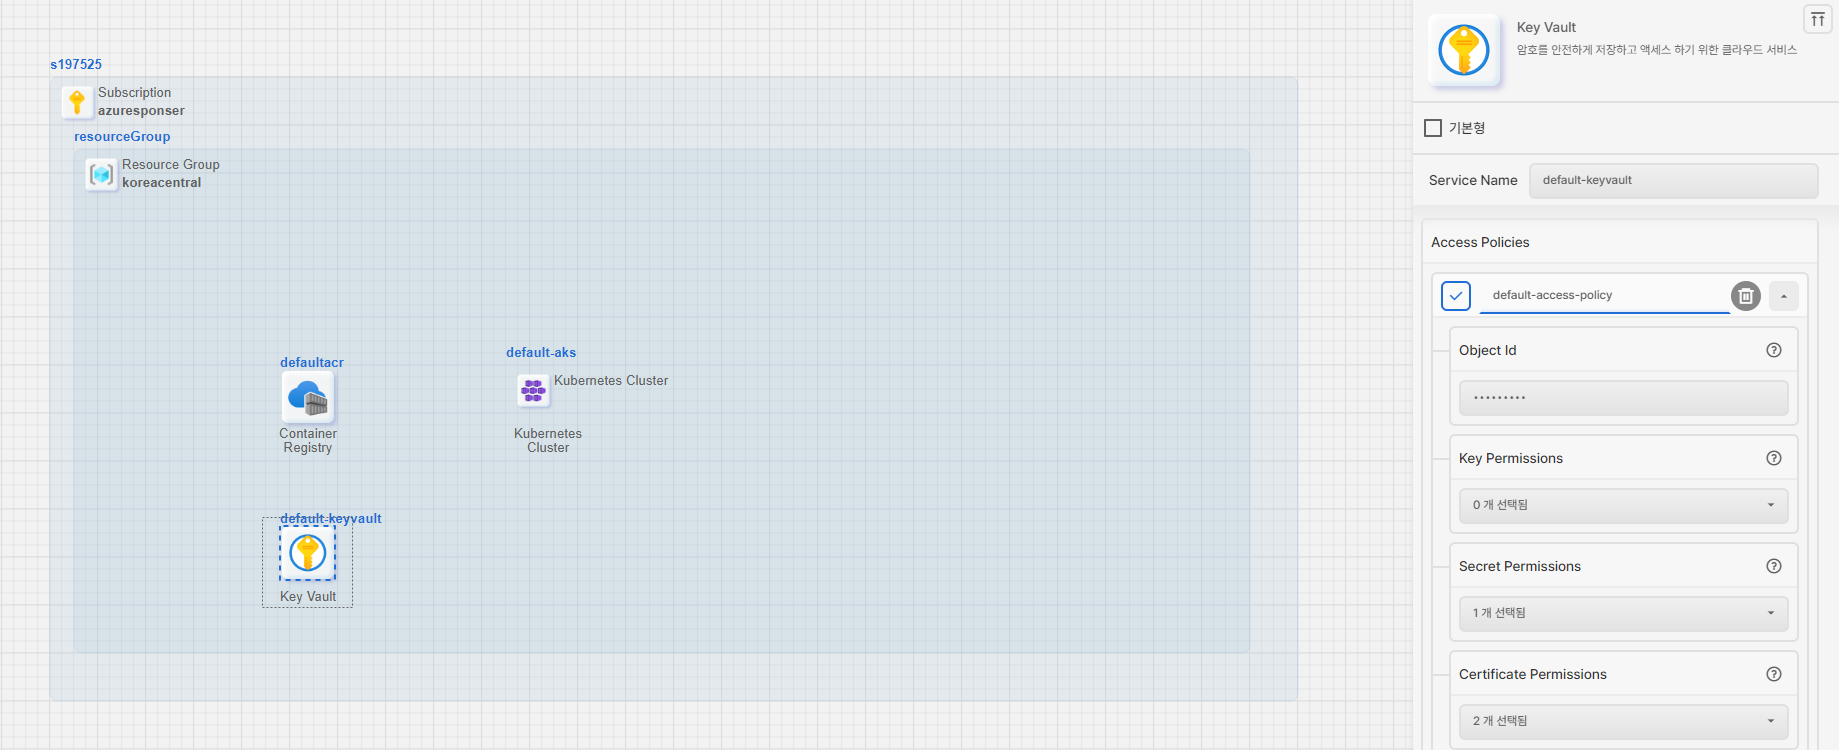 s197525
Subscription
azuresponser
resourceGroup
Resource Group
koreacentral
defaultacr
Container
Registry
default-aks
Kubernetes Cluster
Kubernetes
Cluster
default-keyvault
Key Vault
Key Vault
암호를 안전하게 저장하고 액세스 하기 위한 클라우드 서비스
기본형
Service Name
default-keyvault
Access Policies
default-access-policy
Object Id
•••••••••
Key Permissions
0 개 선택됨
Secret Permissions
1 개 선택됨
Certificate Permissions
2 개 선택됨